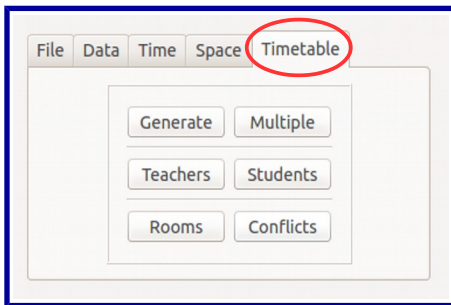 File Data Time Space Timetable
Generate Multiple
Teachers Students
Rooms Conflicts